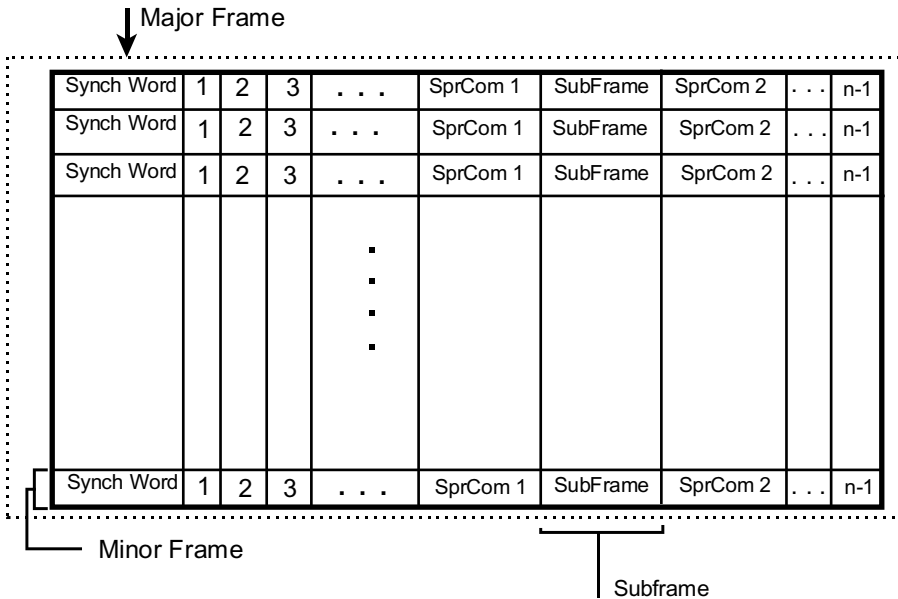 Major Frame
Synch Word 1 2 3 . . . SprCom 1 SubFrame SprCom 2 . . . n-1
Synch Word 1 2 3 . . . SprCom 1 SubFrame SprCom 2 . . . n-1
Synch Word 1 2 3 . . . SprCom 1 SubFrame SprCom 2 . . . n-1
Synch Word 1 2 3 . . . SprCom 1 SubFrame SprCom 2 . . . n-1
Minor Frame
Subframe